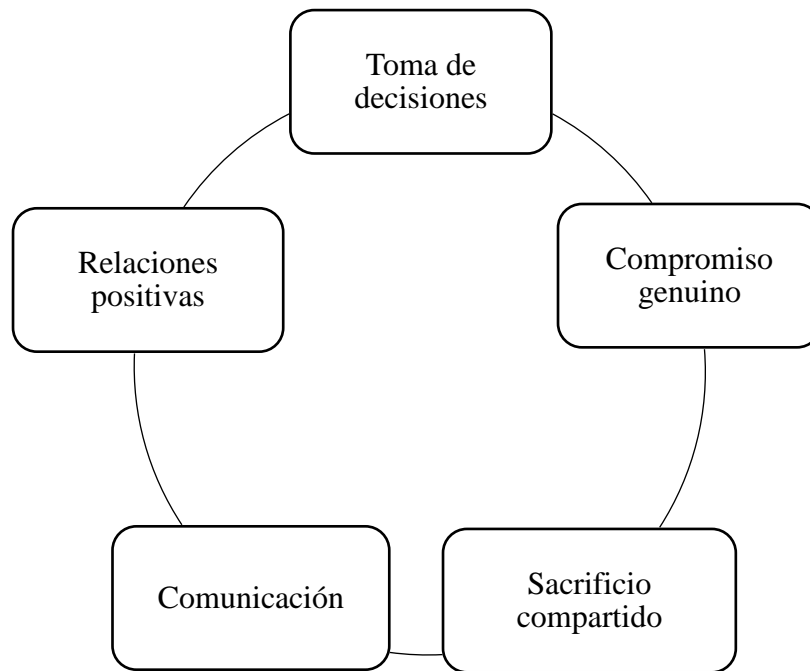 Toma de
decisiones
Compromiso
genuino
Sacrificio
compartido
Comunicación
Relaciones
positivas